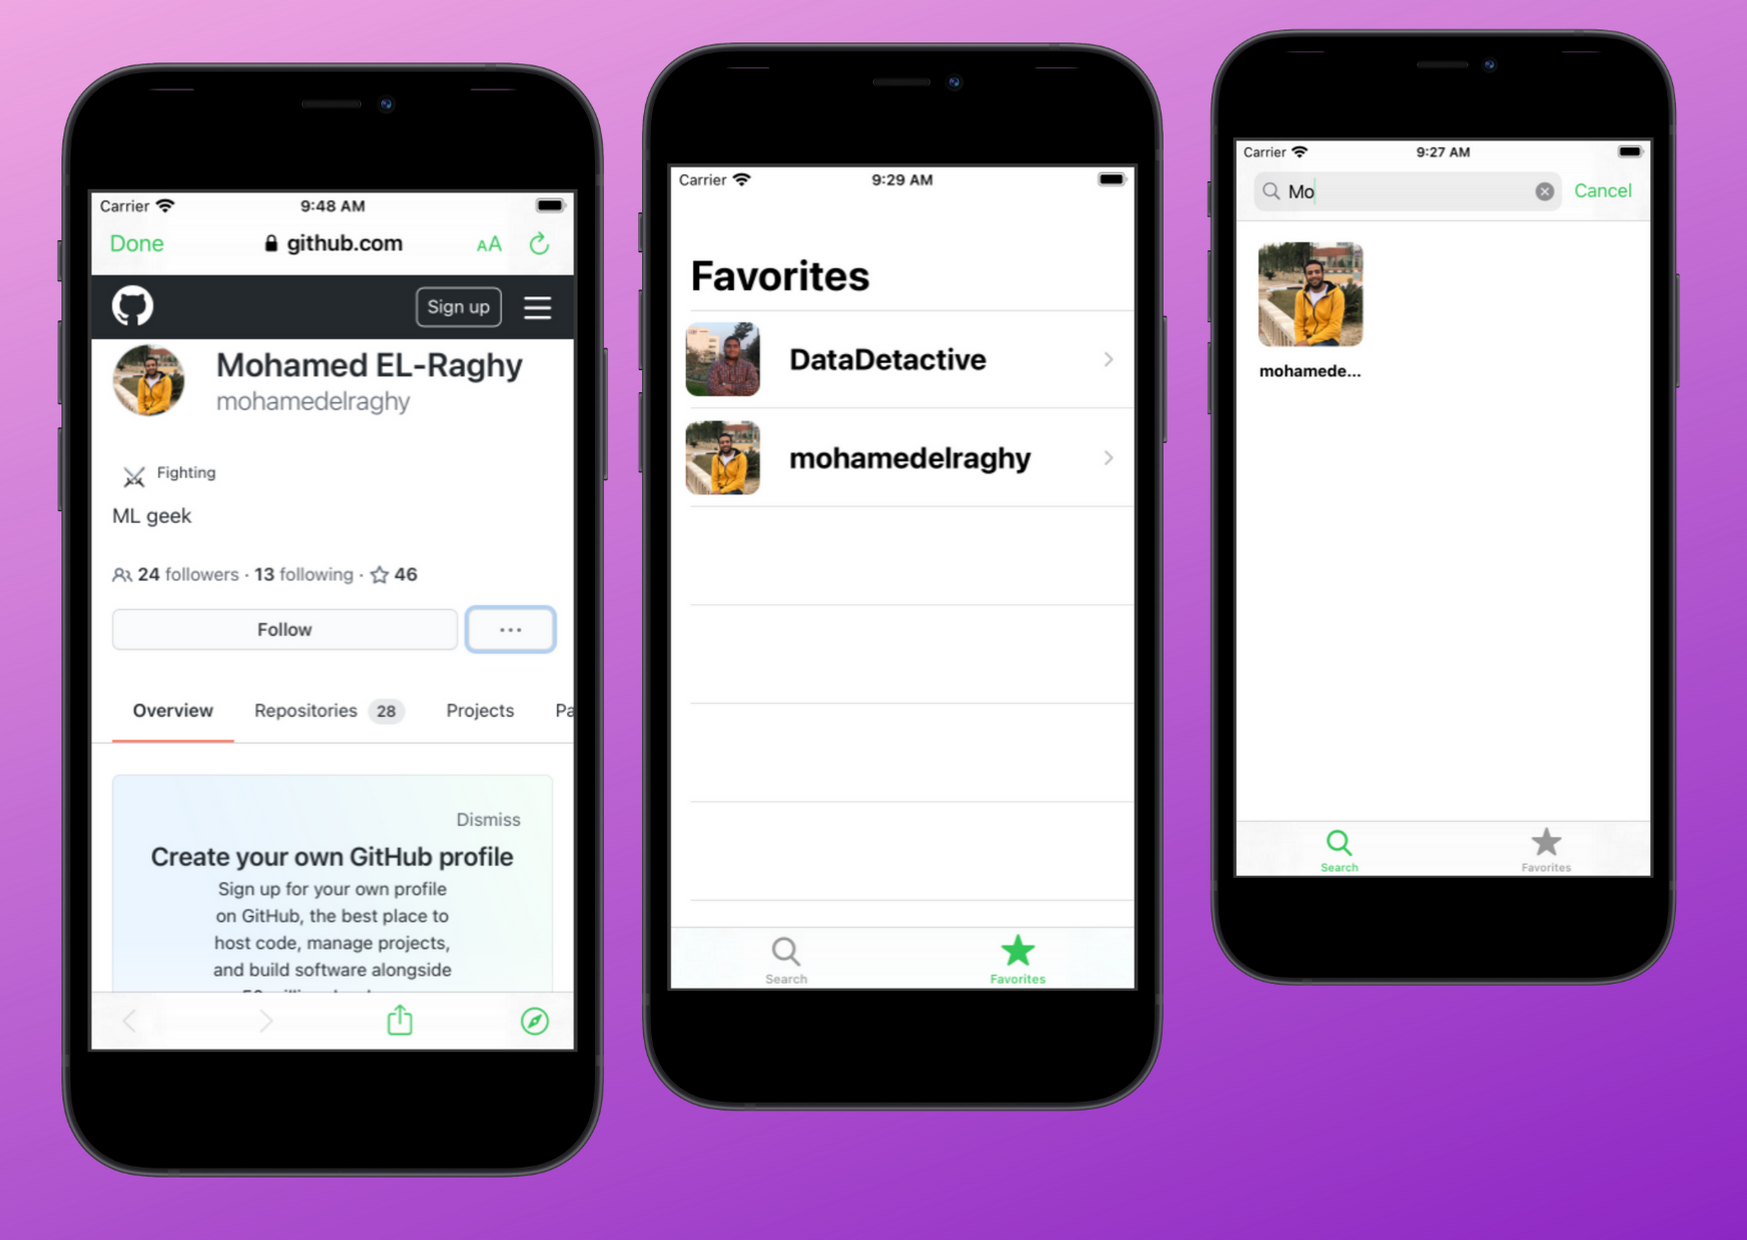 Carrier 9:48 AM
Done github.com AA
Sign up
Mohamed EL-Raghy
mohamedelraghy
Fighting
ML geek
24 followers · 13 following · 46
Follow ...
Overview Repositories 28 Projects Pa
Dismiss
Create your own GitHub profile
Sign up for your own profile
on GitHub, the best place to
host code, manage projects,
and build software alongside
Carrier 9:29 AM
Favorites
DataDetactive
mohamedelraghy
Search Favorites
Carrier 9:27 AM
Mo Cancel
mohamede...
Search Favorites